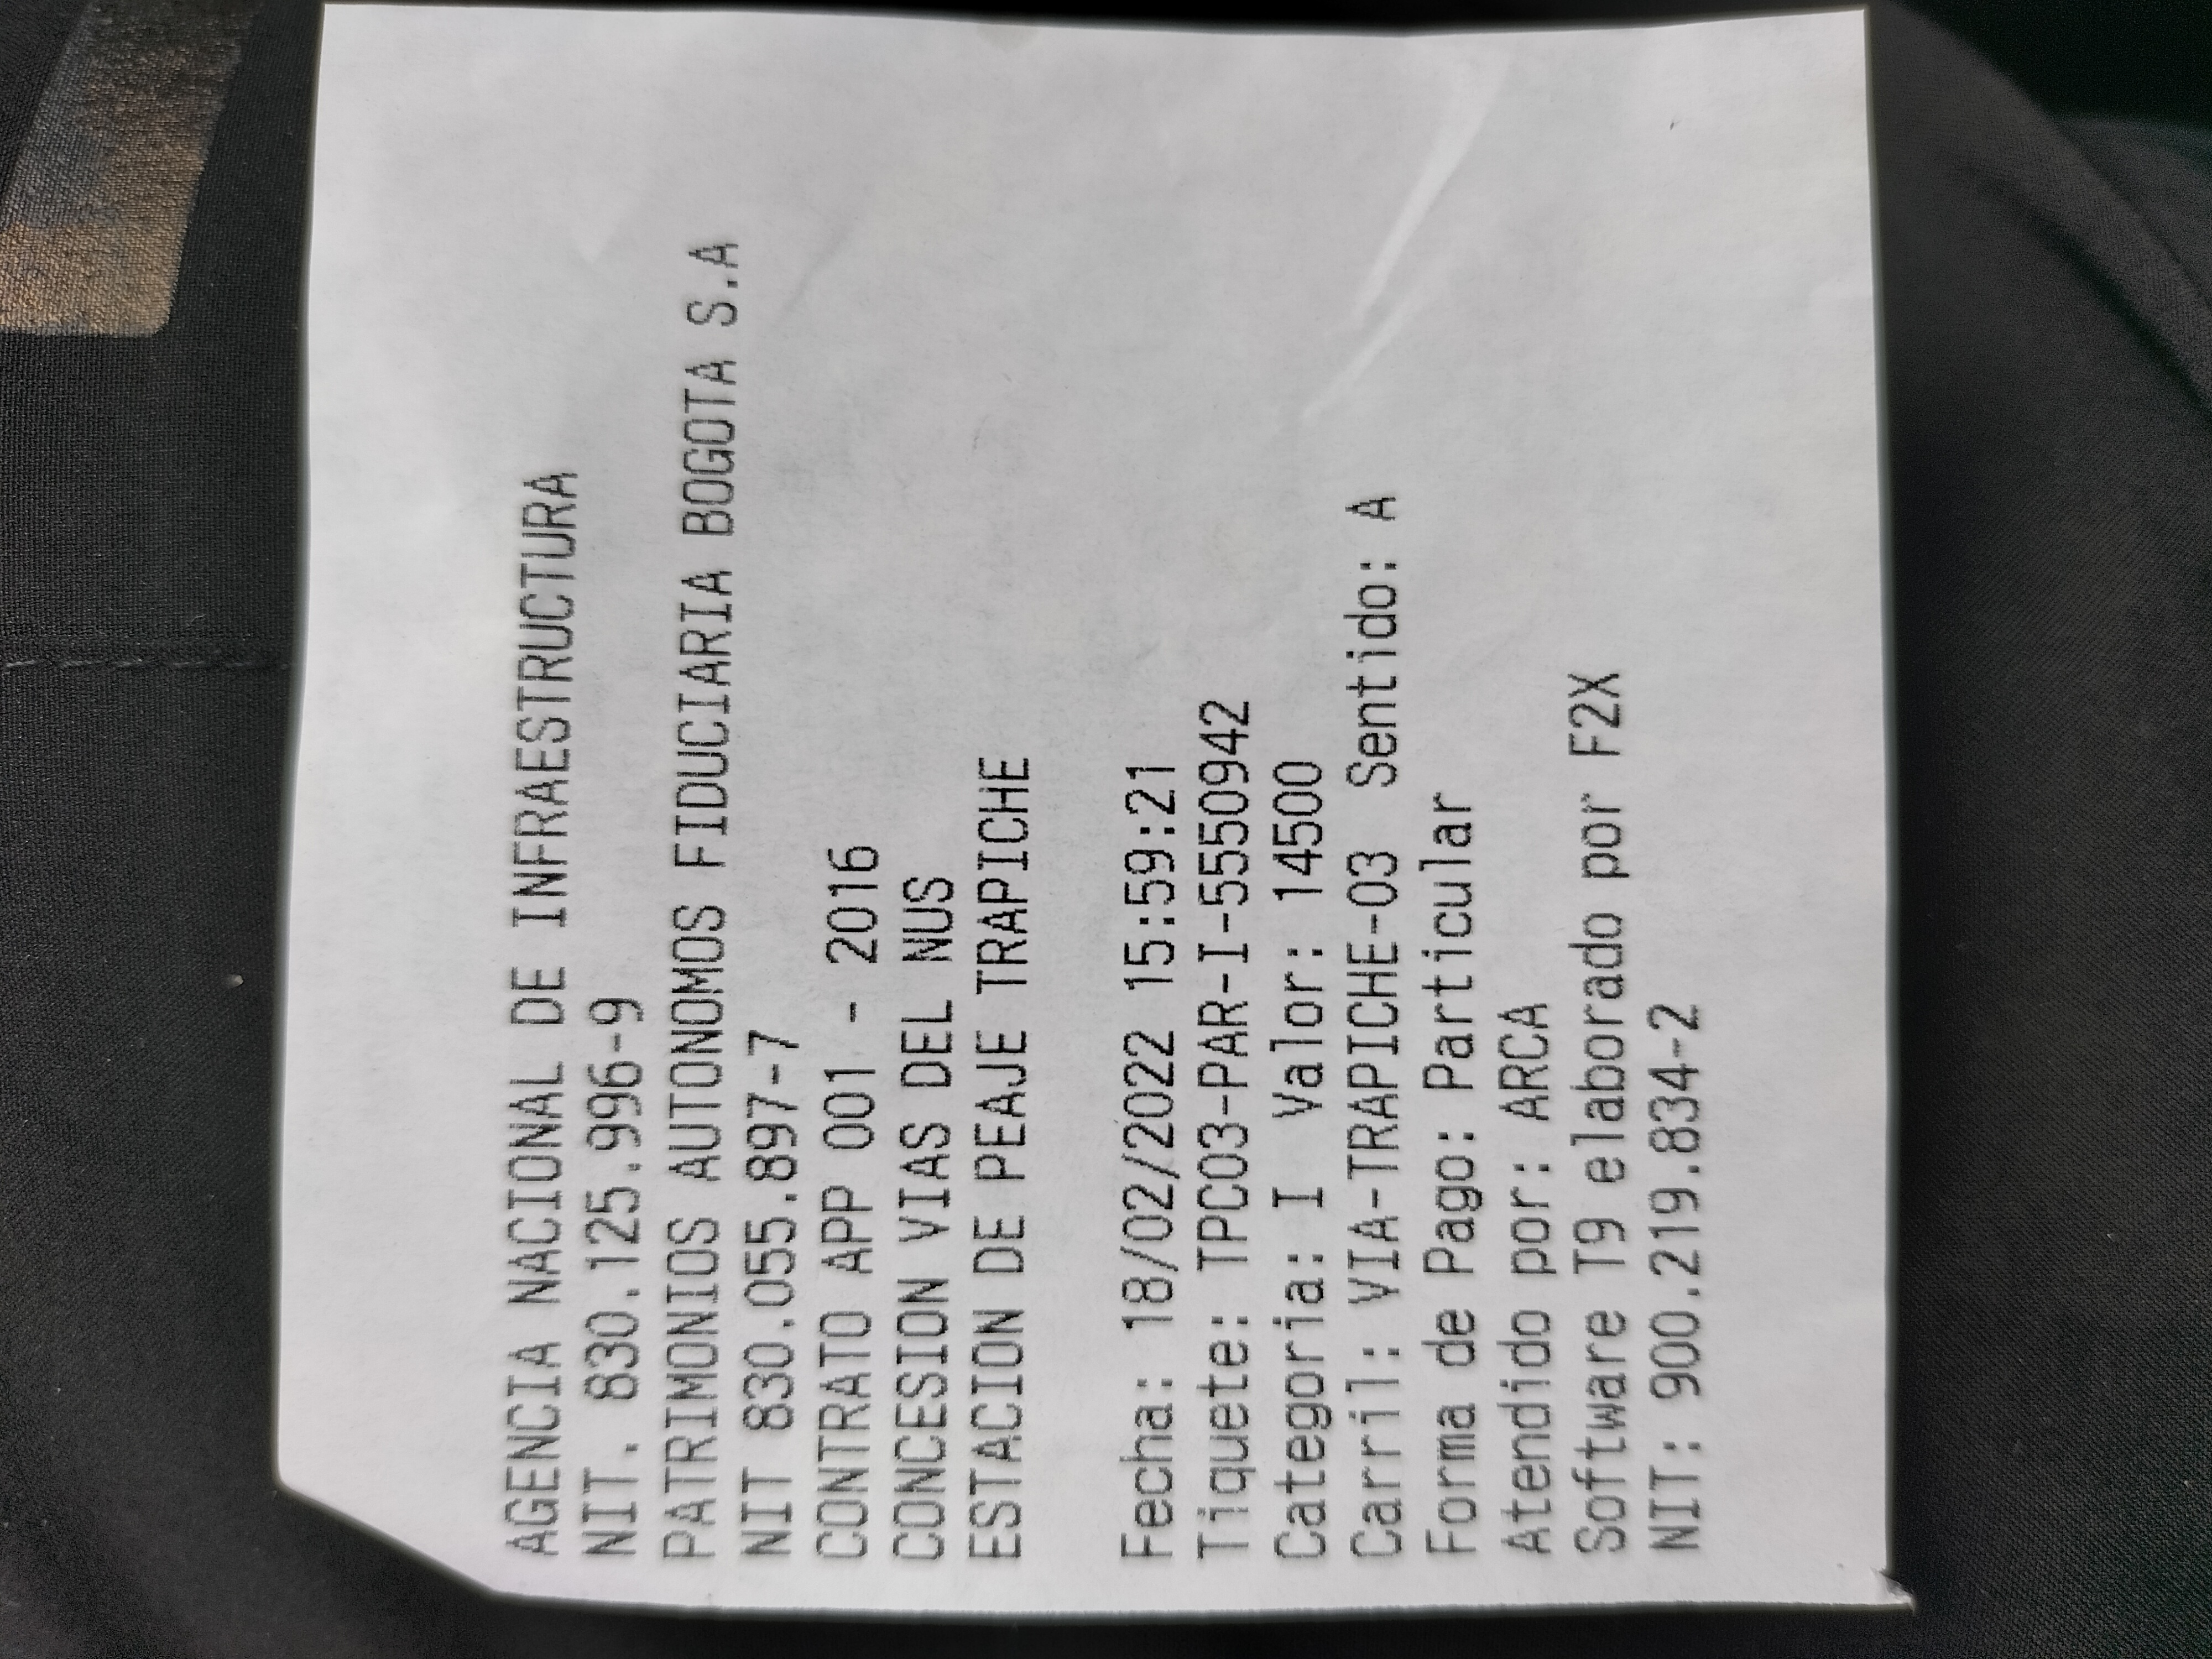 AGENCIA NACIONAL DE INFRAESTRUCTURA
NIT. 830.125.996-9
PATRIMONIOS AUTONOMOS FIDUCIARIA BOGOTA S.A
NIT 830.055.897-7
CONTRATO APP 001 - 2016
CONCESION VIAS DEL NUS
ESTACION DE PEAJE TRAPICHE
Fecha: 18/02/2022 15:59:21
Tiquete: TPC03-PAR-I-5550942
Categoria: I Valor: 14500
Carril: VIA-TRAPICHE-03 Sentido: A
Forma de Pago: Particular
Atendido por: ARCA
Software T9 elaborado por F2X
NIT: 900.219.834-2